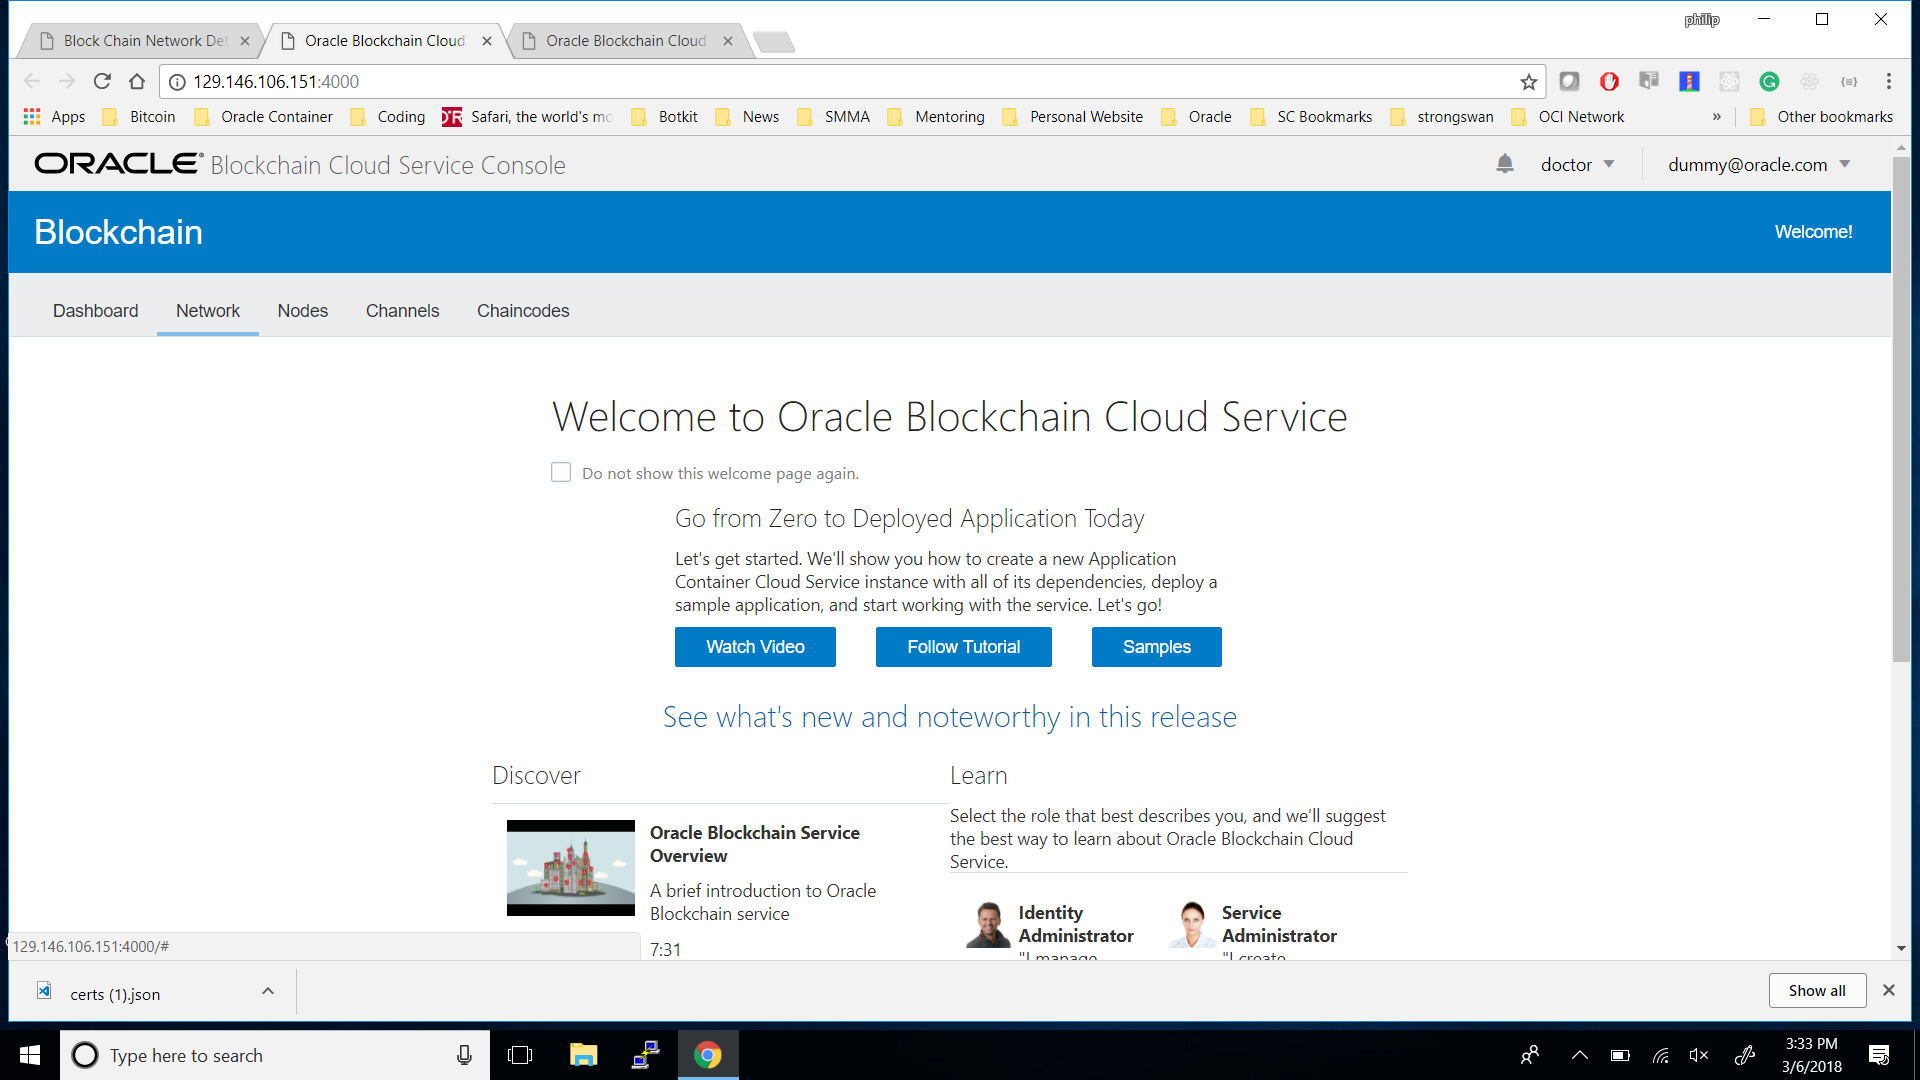 philip
Block Chain Network Det
Oracle Blockchain Cloud
Oracle Blockchain Cloud
129.146.106.151:4000
Apps
Bitcoin
Oracle Container
Coding
Safari, the world's mo
Botkit
News
SMMA
Mentoring
Personal Website
Oracle
SC Bookmarks
strongswan
OCI Network
»
Other bookmarks
ORACLE® Blockchain Cloud Service Console
doctor
dummy@oracle.com
Blockchain
Welcome!
Dashboard
Network
Nodes
Channels
Chaincodes
Welcome to Oracle Blockchain Cloud Service
Do not show this welcome page again.
Go from Zero to Deployed Application Today
Let's get started. We'll show you how to create a new Application
Container Cloud Service instance with all of its dependencies, deploy a
sample application, and start working with the service. Let's go!
Watch Video
Follow Tutorial
Samples
See what's new and noteworthy in this release
Discover
Oracle Blockchain Service
Overview
A brief introduction to Oracle
Blockchain service
7:31
Learn
Select the role that best describes you, and we'll suggest
the best way to learn about Oracle Blockchain Cloud
Service.
Identity
Administrator
"I manage
Service
Administrator
"I create
129.146.106.151:4000/#
certs (1).json
Show all
Type here to search
3:33 PM
3/6/2018